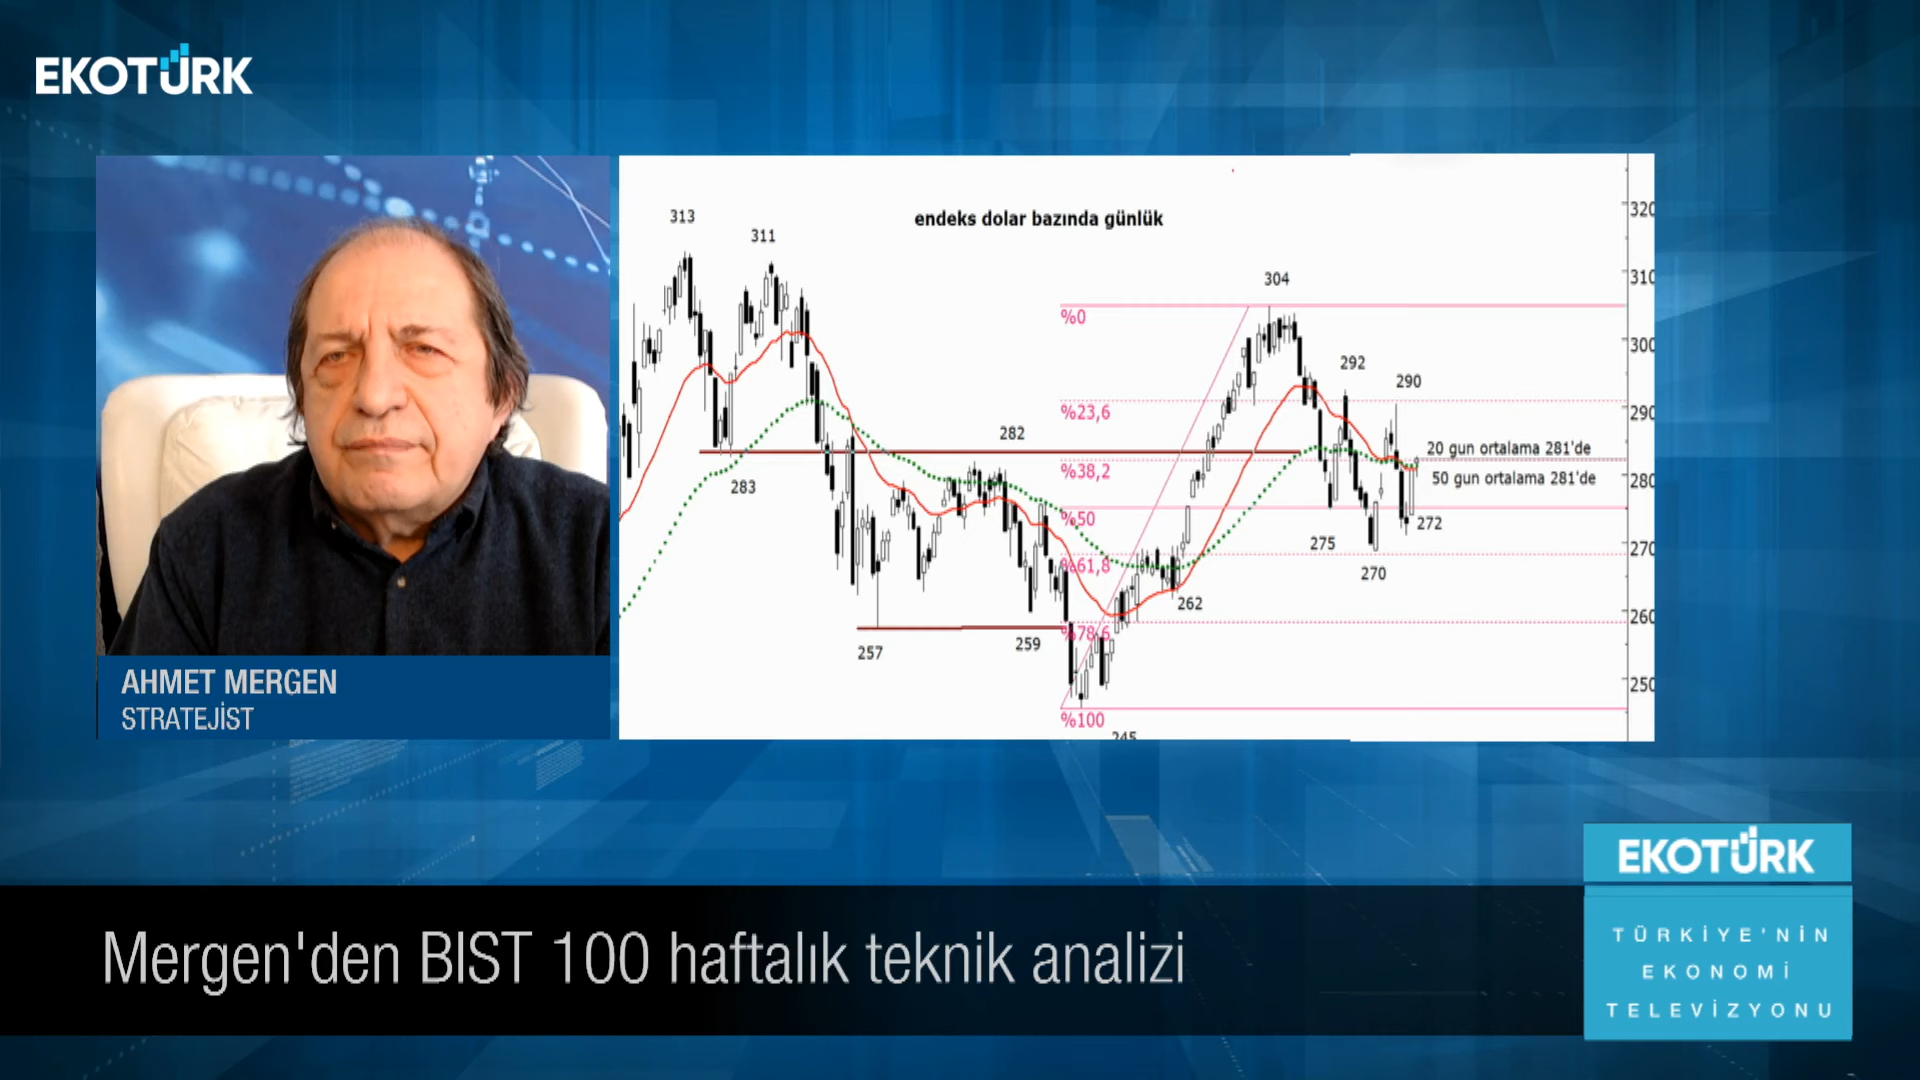 EKOTÜRK
endeks dolar bazında günlük
313
311
304
%0
292
290
%23,6
282
20 gun ortalama 281'de
%38,2
50 gun ortalama 281'de
283
%50
272
275
%61,8
270
262
%78,6
259
257
%100
245
320
310
300
290
280
270
260
250
AHMET MERGEN
STRATEJİST
Mergen'den BIST 100 haftalık teknik analizi
EKOTÜRK
TÜRKİYE'NİN
EKONOMİ
TELEVİZYONU